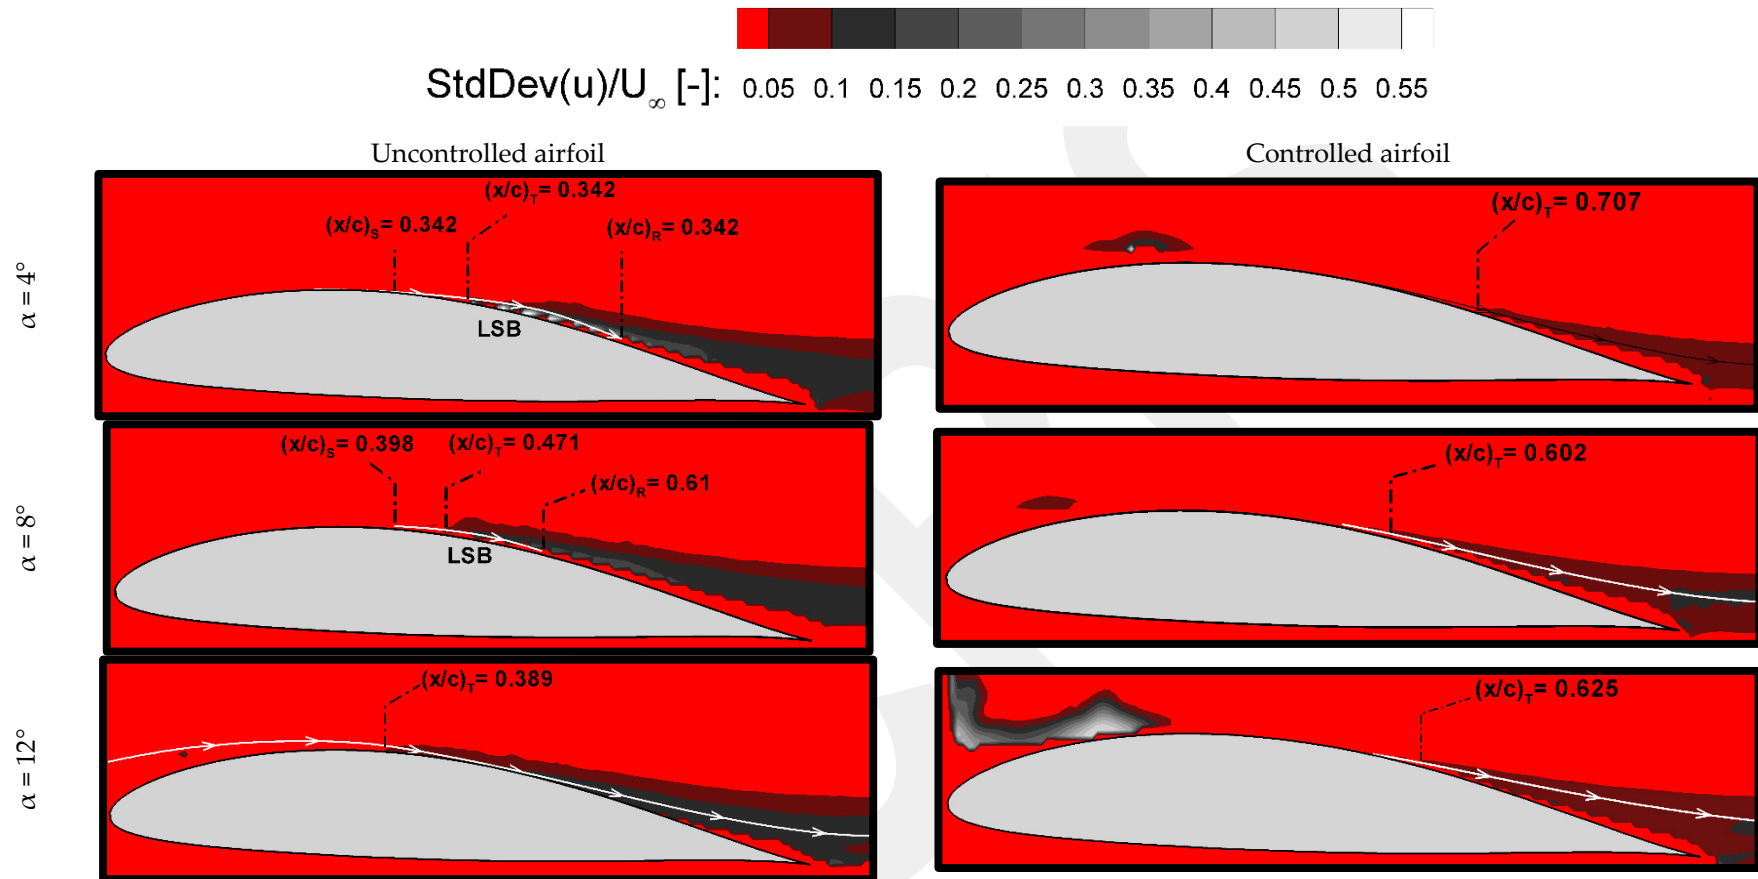 StdDev(u)/U∞ [-]: 0.05 0.1 0.15 0.2 0.25 0.3 0.35 0.4 0.45 0.5 0.55
Uncontrolled airfoil
Controlled airfoil
α = 4°
(x/c)T= 0.342
(x/c)S= 0.342
(x/c)R= 0.342
LSB
(x/c)T= 0.707
α = 8°
(x/c)S= 0.398
(x/c)T= 0.471
(x/c)R= 0.61
LSB
(x/c)T= 0.602
α = 12°
(x/c)T= 0.389
(x/c)T= 0.625